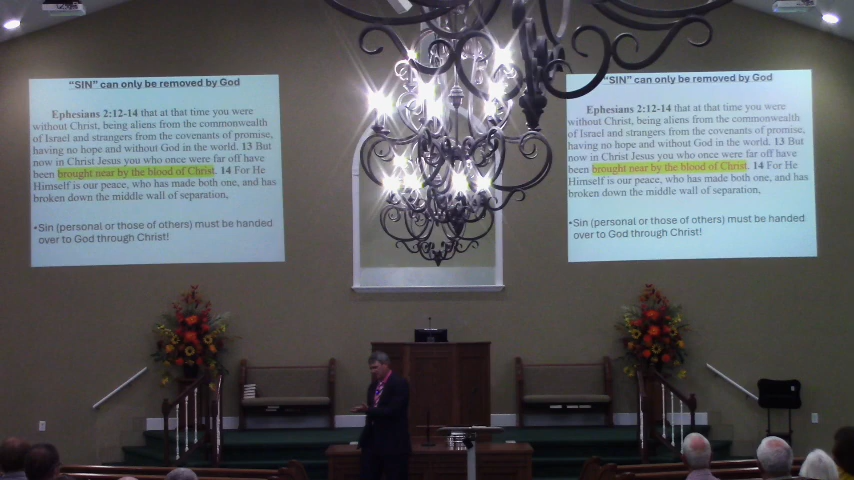 "SIN" can only be removed by God
Ephesians 2:12-14 that at that time you were
without Christ, being aliens from the commonwealth
of Israel and strangers from the covenants of promise,
having no hope and without God in the world. 13 But
now in Christ Jesus you who once were far off have
been brought near by the blood of Christ. 14 For He
Himself is our peace, who has made both one, and has
broken down the middle wall of separation,
•Sin (personal or those of others) must be handed
over to God through Christ!
"SIN" can only be removed by God
Ephesians 2:12-14 that at that time you were
without Christ, being aliens from the commonwealth
of Israel and strangers from the covenants of promise,
having no hope and without God in the world. 13 But
now in Christ Jesus you who once were far off have
been brought near by the blood of Christ. 14 For He
Himself is our peace, who has made both one, and has
broken down the middle wall of separation,
•Sin (personal or those of others) must be handed
over to God through Christ!